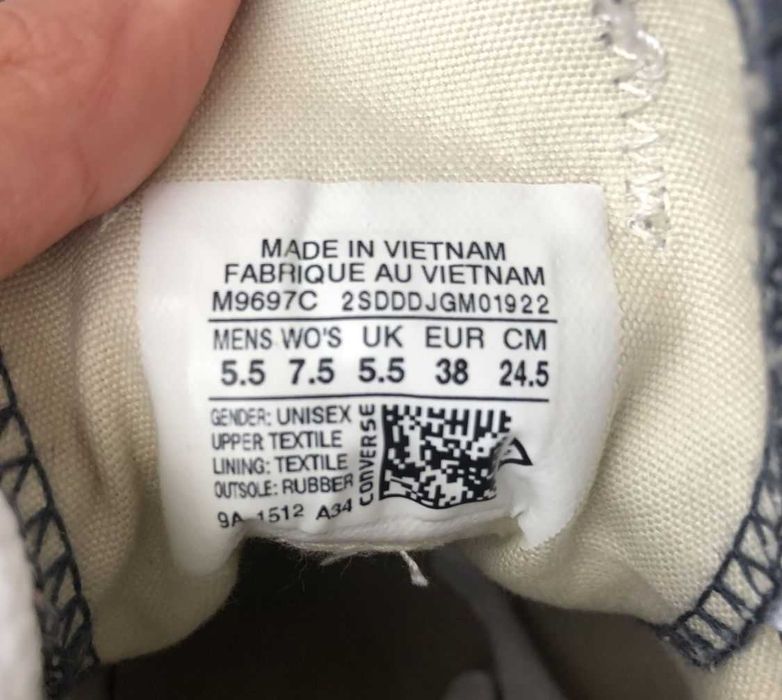 MADE IN VIETNAM
FABRIQUE AU VIETNAM
M9697C 2SDDDJGM01922
MENS WO'S UK EUR CM
5.5 7.5 5.5 38 24.5
GENDER: UNISEX
UPPER TEXTILE
LINING: TEXTILE
OUTSOLE: RUBBER
CONVERSE
9A 1512 A34